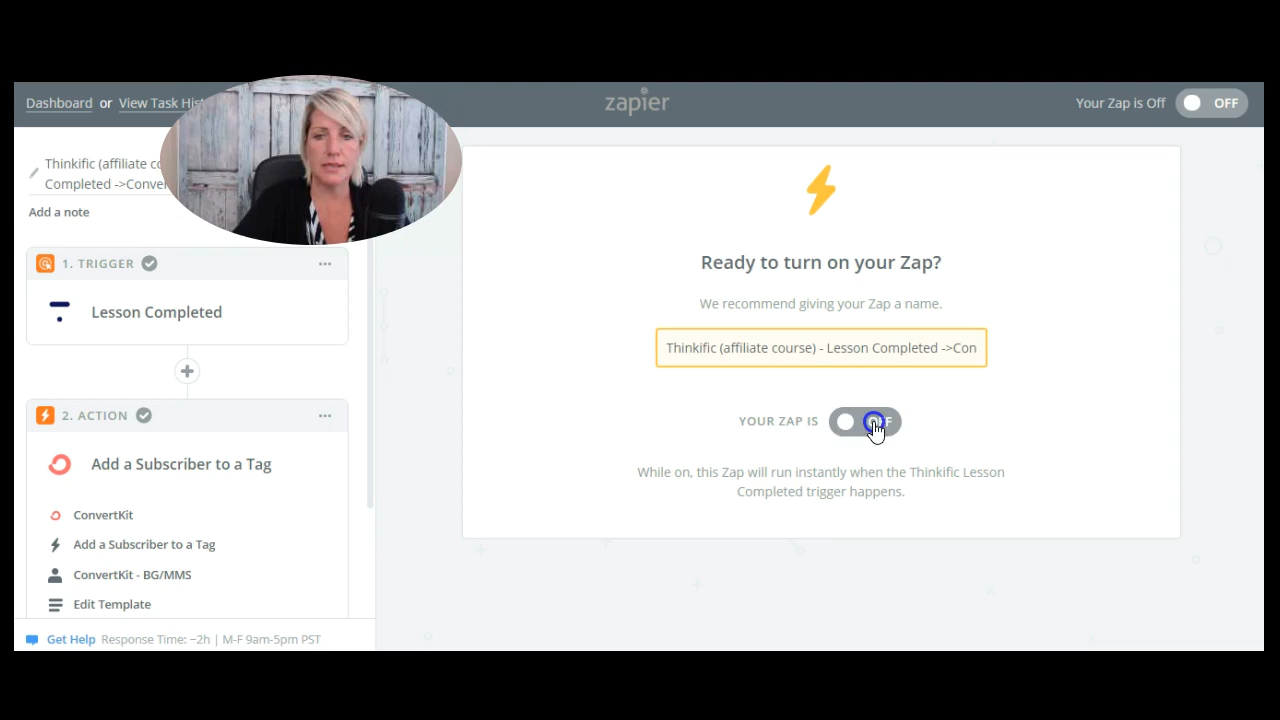 Dashboard or View Task Hist
zapier
Your Zap is Off OFF
Thinkific (affiliate co
Completed ->Conver
Add a note
1. TRIGGER
Lesson Completed
2. ACTION
Add a Subscriber to a Tag
ConvertKit
Add a Subscriber to a Tag
ConvertKit - BG/MMS
Edit Template
Get Help Response Time: ~2h | M-F 9am-5pm PST
Ready to turn on your Zap?
We recommend giving your Zap a name.
Thinkific (affiliate course) - Lesson Completed ->Con
YOUR ZAP IS OFF
While on, this Zap will run instantly when the Thinkific Lesson
Completed trigger happens.